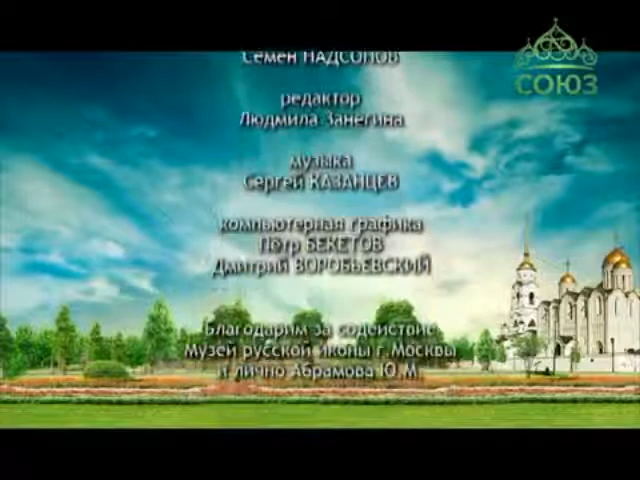 СОЮЗ
Семен НАДСОНОВ
редактор
Людмила Занегина
музыка
Сергей КАЗАНЦЕВ
компьютерная графика
Пётр БЕКЕТОВ
Дмитрий ВОРОБЬЕВСКИЙ
Благодарим за содействие
Музей русской иконы г. Москвы
и лично Абрамова Ю.М.